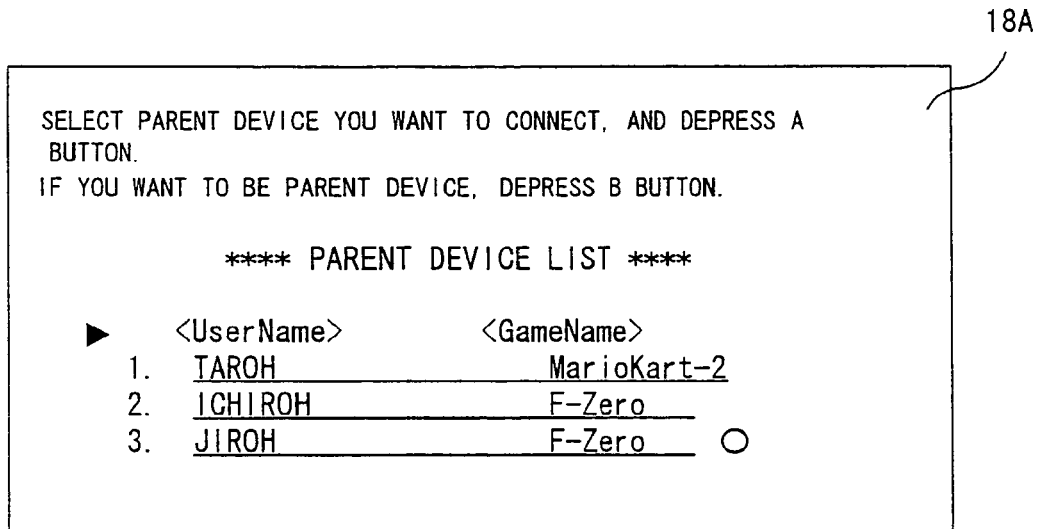 18A
SELECT PARENT DEVICE YOU WANT TO CONNECT, AND DEPRESS A
BUTTON.
IF YOU WANT TO BE PARENT DEVICE, DEPRESS B BUTTON.
**** PARENT DEVICE LIST ****
▶ <UserName> <GameName>
1. TAROH MarioKart-2
2. ICHIROH F-Zero
3. JIROH F-Zero ○